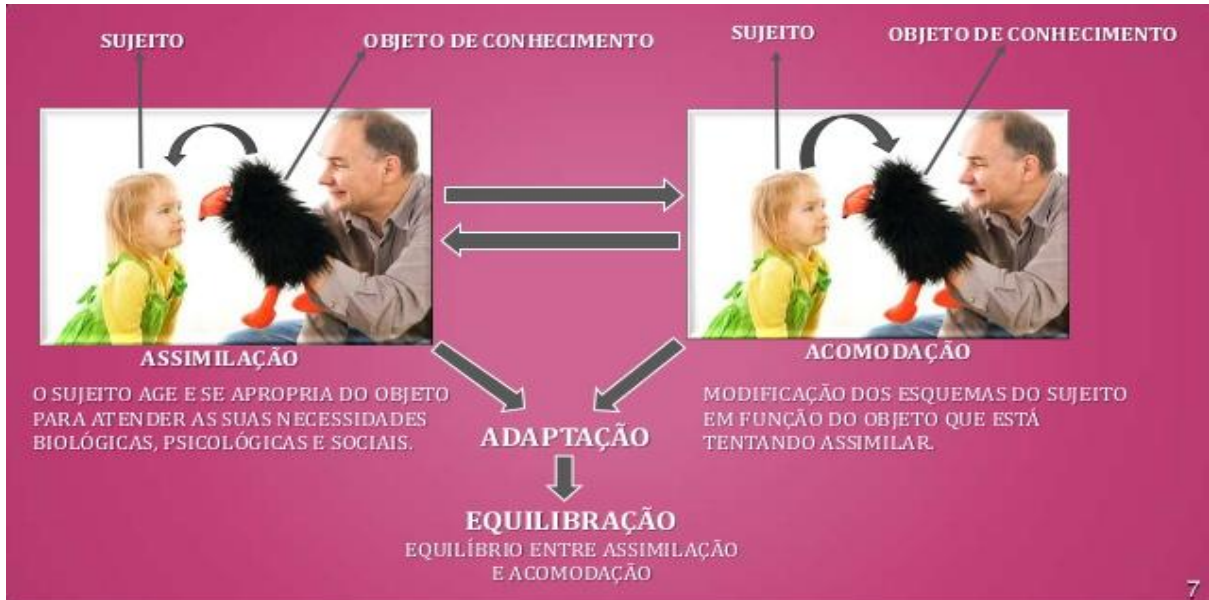 SUJEITO
OBJETO DE CONHECIMENTO
SUJEITO
OBJETO DE CONHECIMENTO
ASSIMILAÇÃO
O SUJEITO AGE E SE APROPRIA DO OBJETO
PARA ATENDER AS SUAS NECESSIDADES
BIOLÓGICAS, PSICOLÓGICAS E SOCIAIS.
ACOMODAÇÃO
MODIFICAÇÃO DOS ESQUEMAS DO SUJEITO
EM FUNÇÃO DO OBJETO QUE ESTÁ
TENTANDO ASSIMILAR.
ADAPTAÇÃO
EQUILIBRAÇÃO
EQUILÍBRIO ENTRE ASSIMILAÇÃO
E ACOMODAÇÃO
7